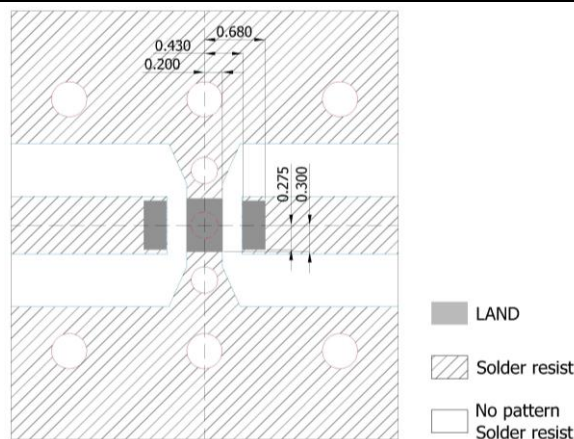 0.680
0.430
0.200
0.275
0.300
LAND
Solder resist
No pattern
Solder resist